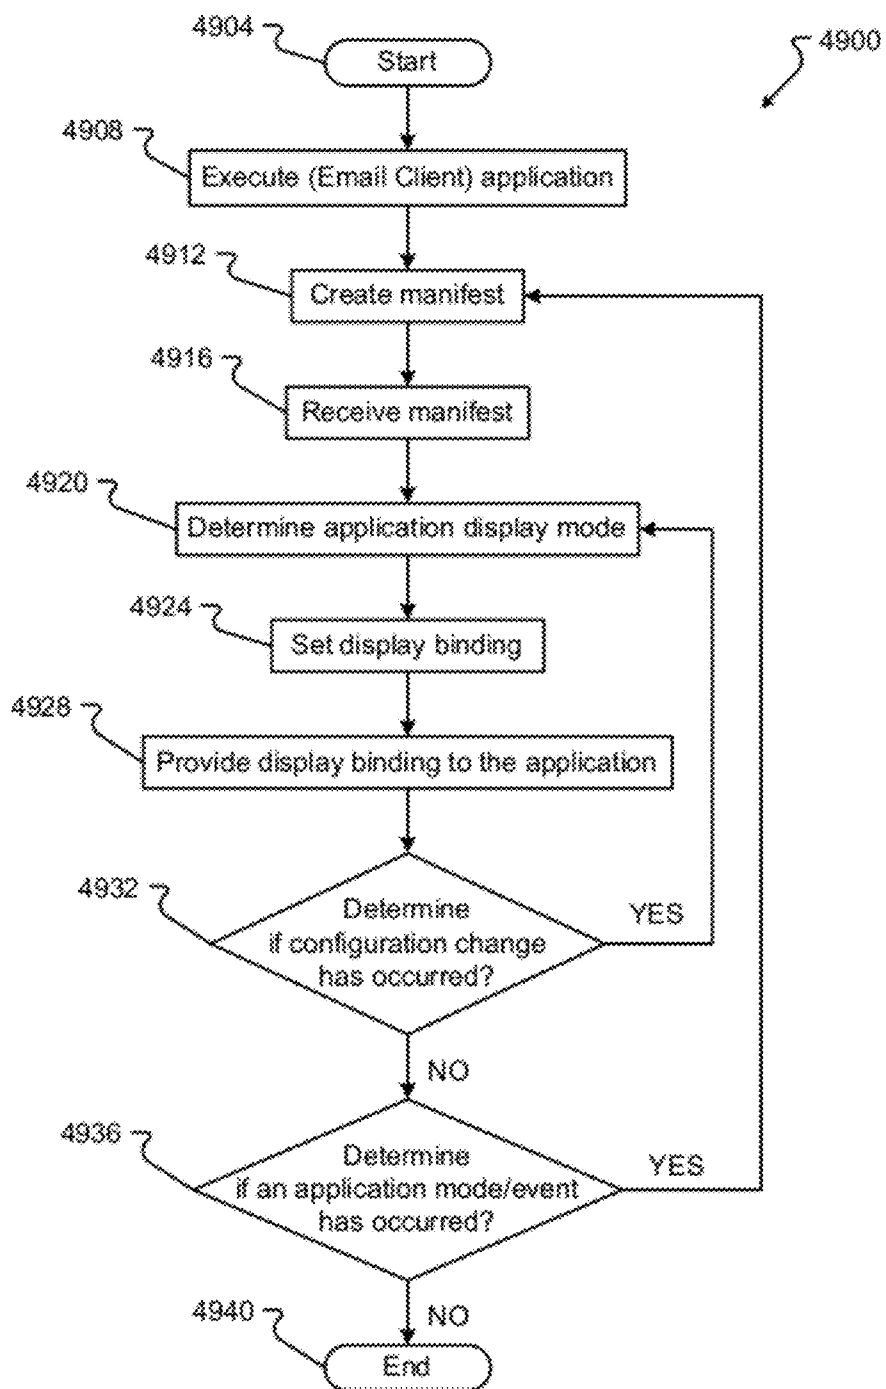 4904
Start
4900
4908
Execute (Email Client) application
4912
Create manifest
4916
Receive manifest
4920
Determine application display mode
4924
Set display binding
4928
Provide display binding to the application
4932
Determine
if configuration change
has occurred?
YES
NO
4936
Determine
if an application mode/event
has occurred?
YES
NO
4940
End